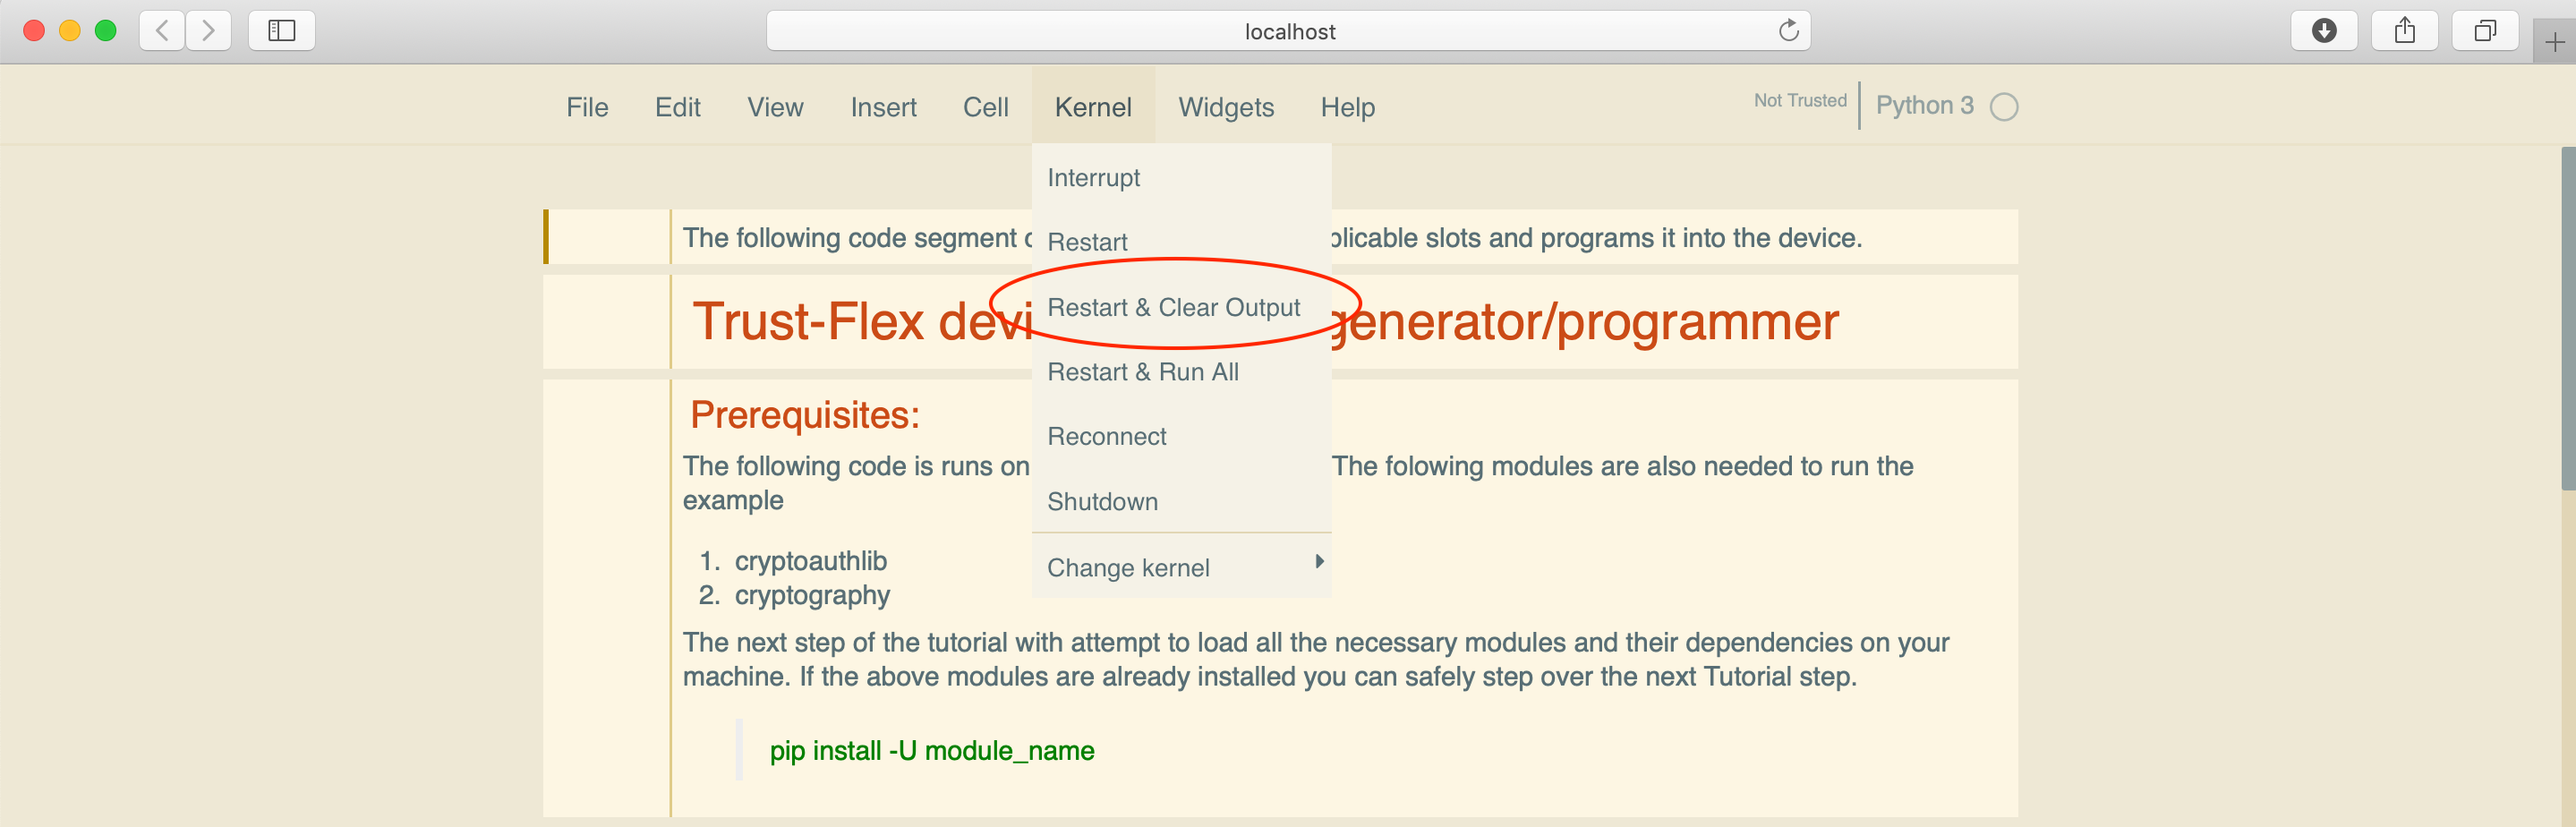 localhost
File Edit View Insert Cell Kernel Widgets Help Not Trusted Python 3
Interrupt
The following code segment plicable slots and programs it into the device.
Restart
Restart & Clear Output
Trust-Flex devi generator/programmer
Restart & Run All
Prerequisites:
Reconnect
The following code is runs on The folowing modules are also needed to run the
example
Shutdown
1. cryptoauthlib
Change kernel
2. cryptography
The next step of the tutorial with attempt to load all the necessary modules and their dependencies on your
machine. If the above modules are already installed you can safely step over the next Tutorial step.
pip install -U module_name